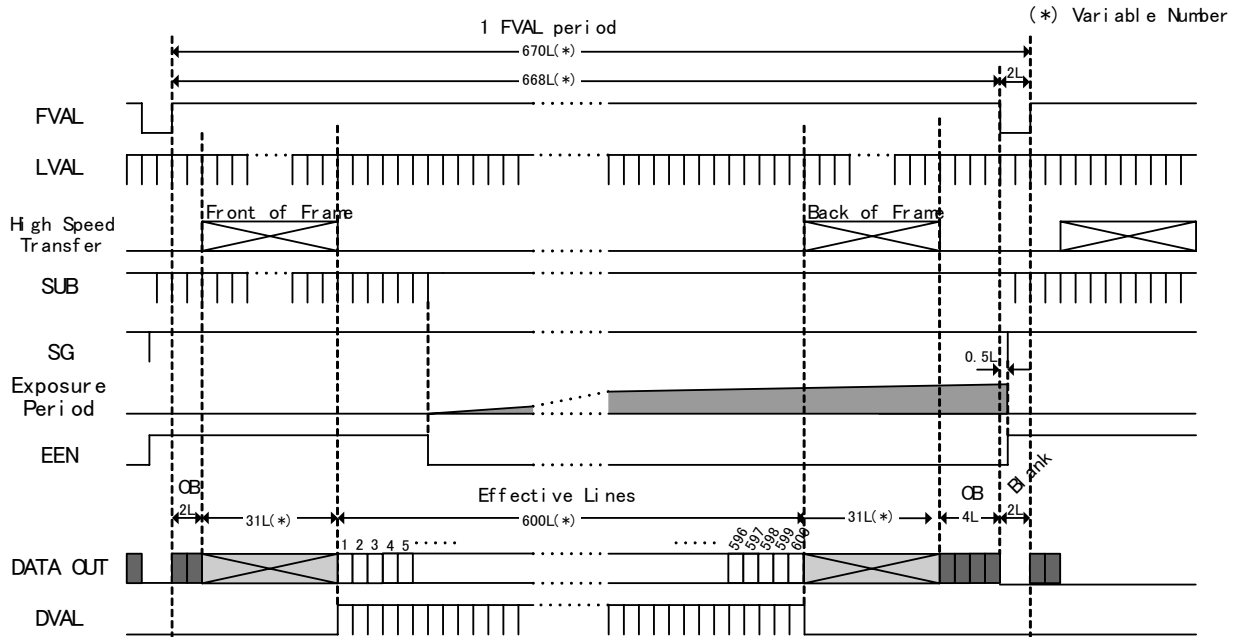 (*) Variable Number
1 FVAL period
670L(*)
668L(*)
2L
FVAL
LVAL
Front of Frame
Back of Frame
High Speed
Transfer
SUB
SG
0.5L
Exposure
Period
EEN
OB
Effective Lines
OB
Blank
2L
31L(*)
600L(*)
31L(*)
4L
2L
1 2 3 4 5
596
597
598
599
600
DATA OUT
DVAL